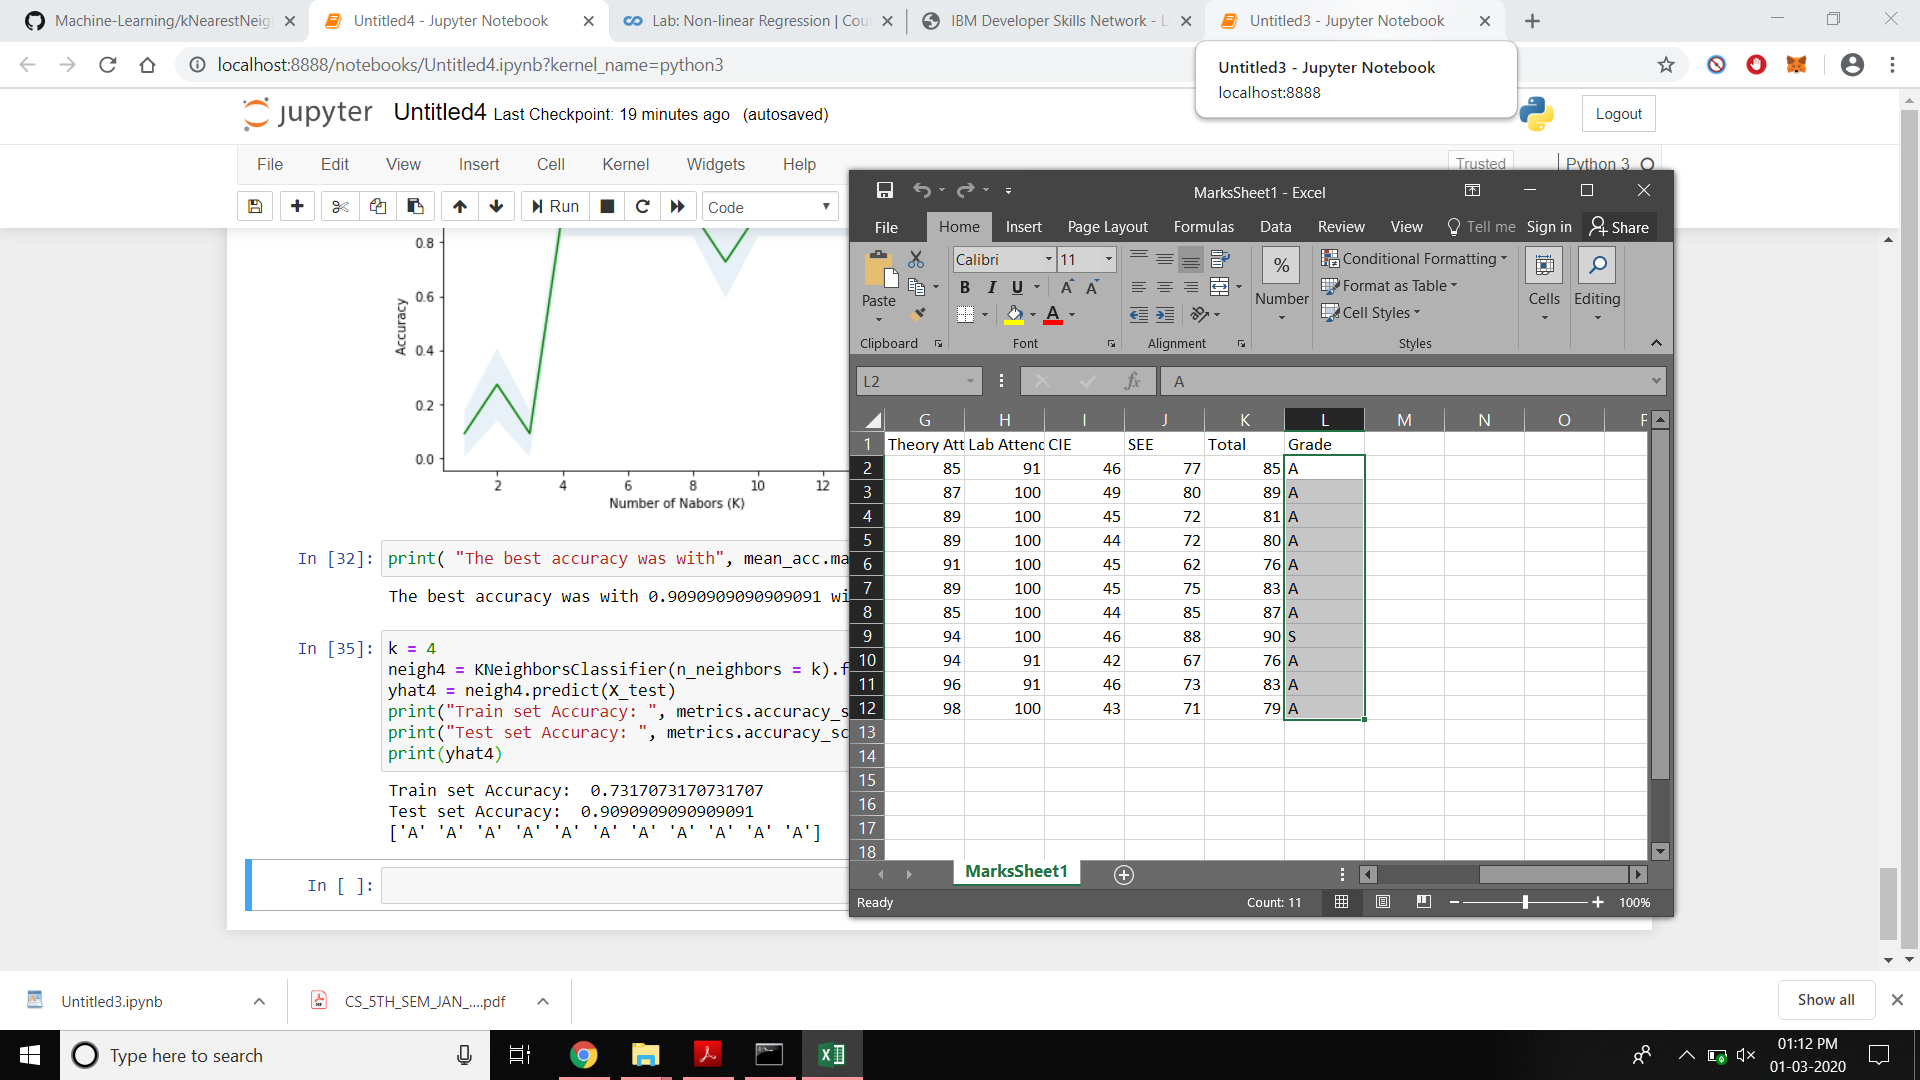 Machine-Learning/kNearestNeig
Untitled4 - Jupyter Notebook
Lab: Non-linear Regression | Cou
IBM Developer Skills Network - L
Untitled3 - Jupyter Notebook
localhost:8888/notebooks/Untitled4.ipynb?kernel_name=python3
Untitled3 - Jupyter Notebook
localhost:8888
jupyter Untitled4 Last Checkpoint: 19 minutes ago (autosaved)
Logout
File Edit View Insert Cell Kernel Widgets Help
Trusted Python 3
Run Code
0.8
0.6
0.4
0.2
0.0
Accuracy
2 4 6 8 10 12
Number of Nabors (K)
In [32]: print( "The best accuracy was with", mean_acc.ma
The best accuracy was with 0.9090909090909091 wi
In [35]: k = 4
neigh4 = KNeighborsClassifier(n_neighbors = k).f
yhat4 = neigh4.predict(X_test)
print("Train set Accuracy: ", metrics.accuracy_s
print("Test set Accuracy: ", metrics.accuracy_sc
print(yhat4)
Train set Accuracy:  0.7317073170731707
Test set Accuracy:  0.9090909090909091
['A' 'A' 'A' 'A' 'A' 'A' 'A' 'A' 'A' 'A' 'A']
In [ ]:
MarksSheet1 - Excel
File Home Insert Page Layout Formulas Data Review View Tell me Sign in Share
Paste
Calibri 11
B I U A A
A
%
Number
Conditional Formatting
Format as Table
Cell Styles
Cells
Editing
Clipboard Font Alignment Styles
L2 fx A
G H I J K L M N O P
1 Theory Att Lab Attend CIE SEE Total Grade
2 85 91 46 77 85 A
3 87 100 49 80 89 A
4 89 100 45 72 81 A
5 89 100 44 72 80 A
6 91 100 45 62 76 A
7 89 100 45 75 83 A
8 85 100 44 85 87 A
9 94 100 46 88 90 S
10 94 91 42 67 76 A
11 96 91 46 73 83 A
12 98 100 43 71 79 A
13
14
15
16
17
18
MarksSheet1
Ready Count: 11 100%
Untitled3.ipynb
CS_5TH_SEM_JAN_....pdf
Show all
Type here to search
01:12 PM
01-03-2020